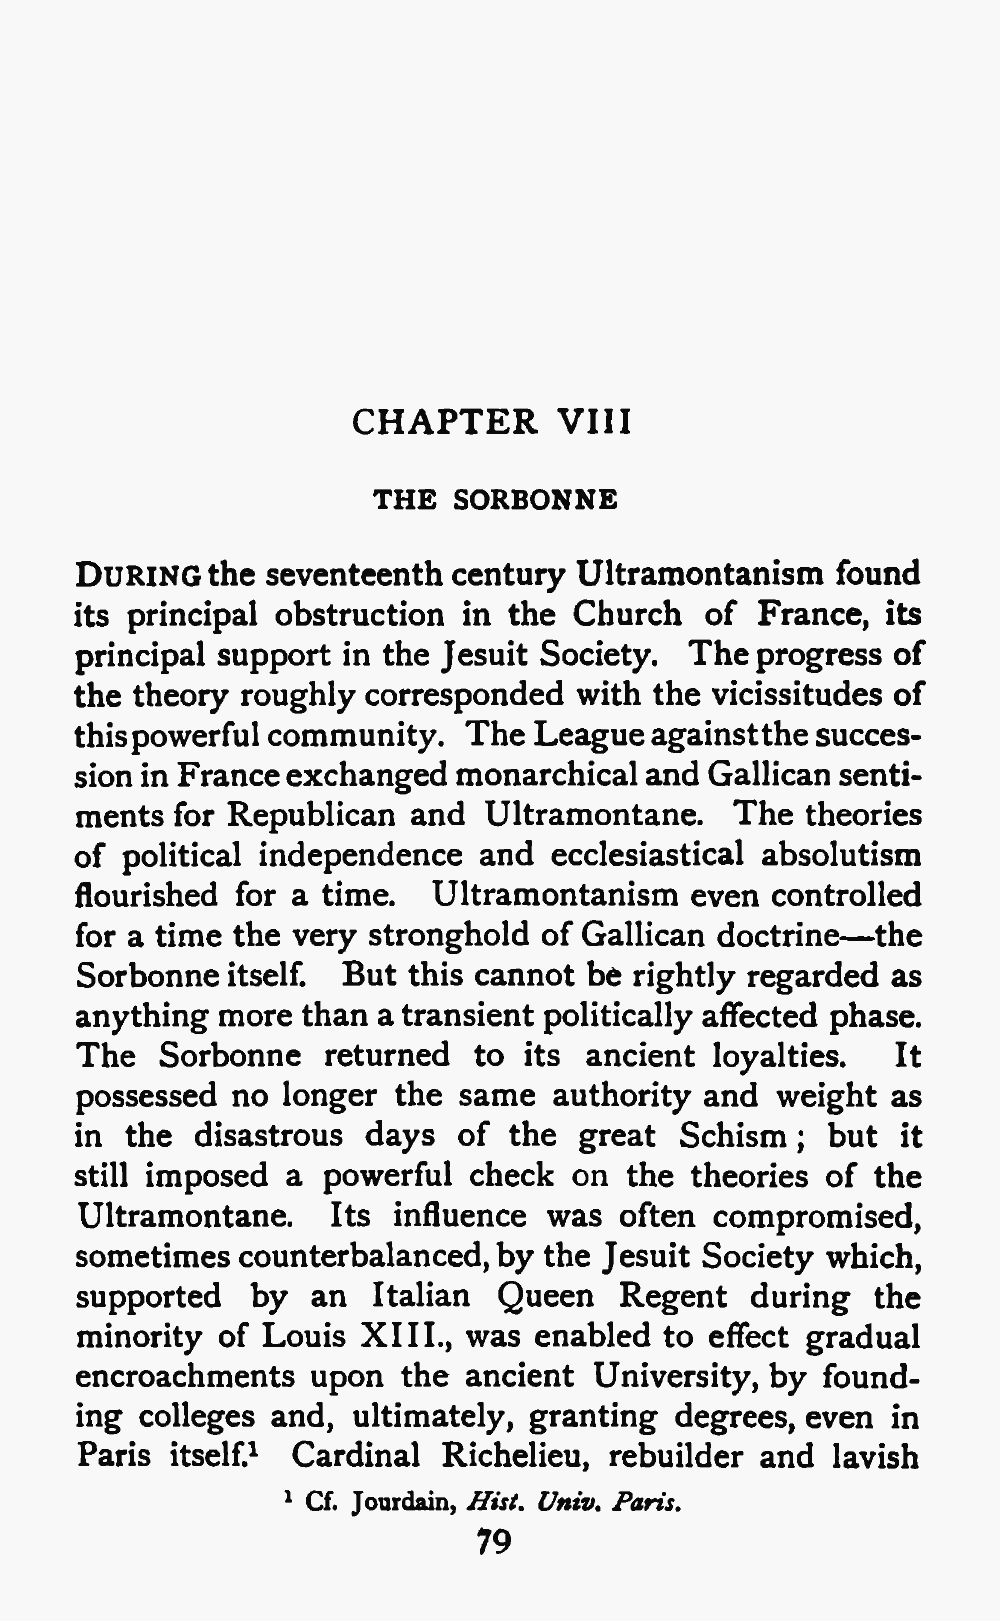 CHAPTER VIII
THE SORBONNE
DURING the seventeenth century Ultramontanism found
its principal obstruction in the Church of France, its
principal support in the Jesuit Society. The progress of
the theory roughly corresponded with the vicissitudes of
this powerful community. The League against the succes-
sion in France exchanged monarchical and Gallican senti-
ments for Republican and Ultramontane. The theories
of political independence and ecclesiastical absolutism
flourished for a time. Ultramontanism even controlled
for a time the very stronghold of Gallican doctrine—the
Sorbonne itself. But this cannot be rightly regarded as
anything more than a transient politically affected phase.
The Sorbonne returned to its ancient loyalties. It
possessed no longer the same authority and weight as
in the disastrous days of the great Schism; but it
still imposed a powerful check on the theories of the
Ultramontane. Its influence was often compromised,
sometimes counterbalanced, by the Jesuit Society which,
supported by an Italian Queen Regent during the
minority of Louis XIII., was enabled to effect gradual
encroachments upon the ancient University, by found-
ing colleges and, ultimately, granting degrees, even in
Paris itself.¹ Cardinal Richelieu, rebuilder and lavish
¹ Cf. Jourdain, Hist. Univ. Paris.
79